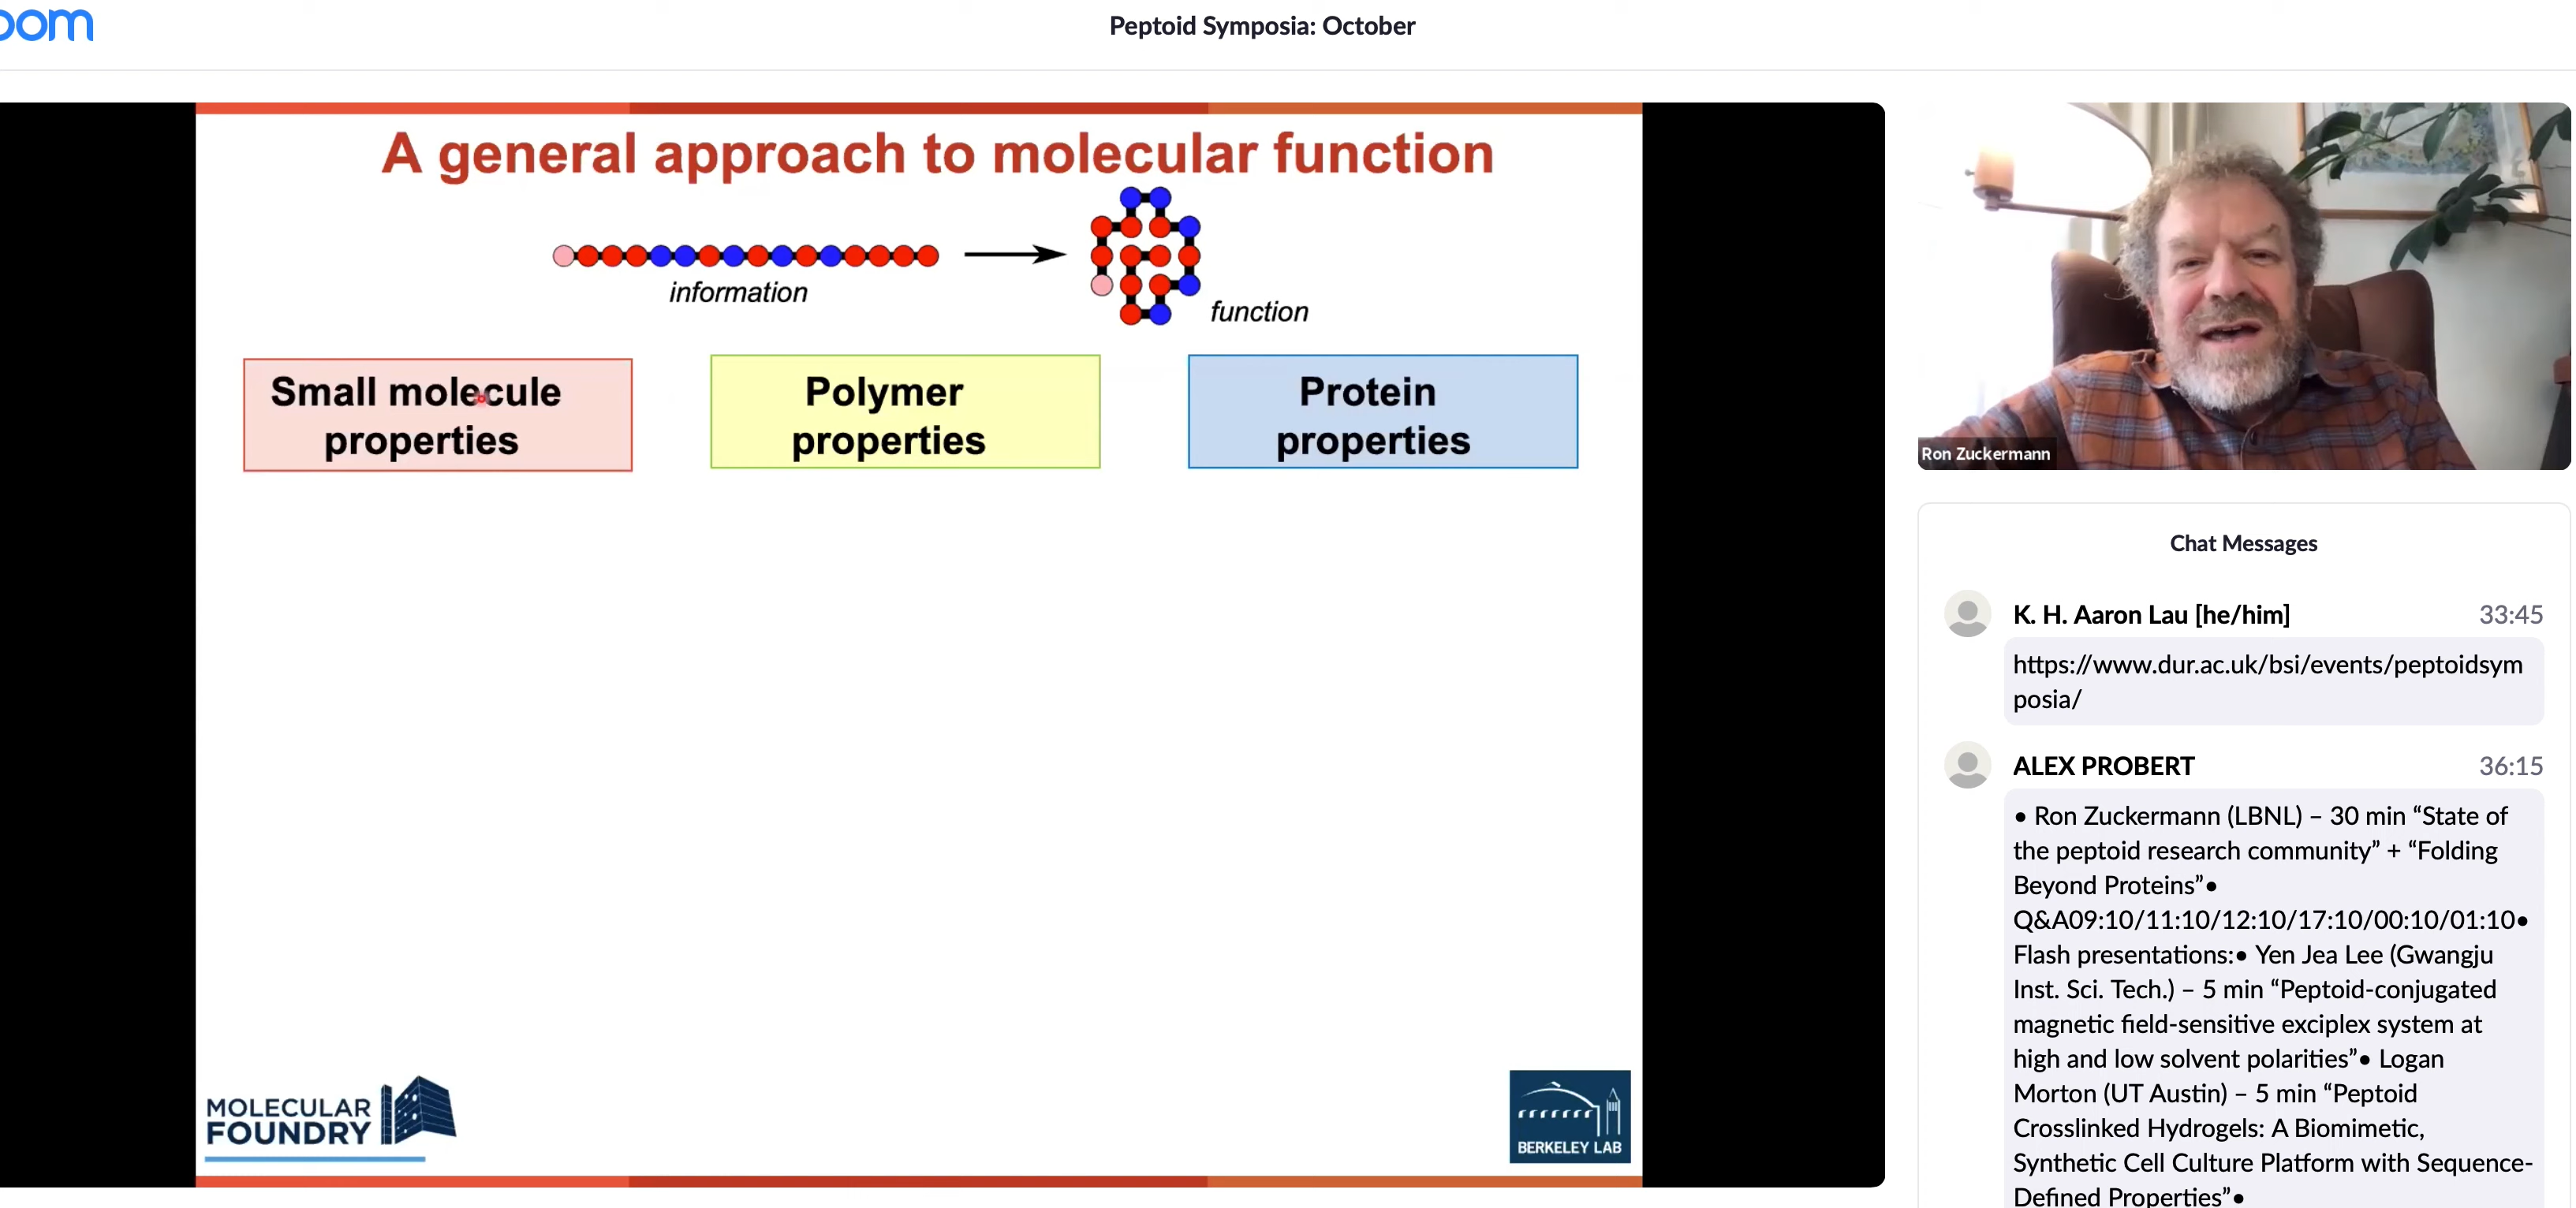 oom
Peptoid Symposia: October
A general approach to molecular function
information
function
Small molecule
properties
Polymer
properties
Protein
properties
MOLECULAR
FOUNDRY
BERKELEY LAB
Ron Zuckermann
Chat Messages
K. H. Aaron Lau [he/him] 33:45
https://www.dur.ac.uk/bsi/events/peptoidsym
posia/
ALEX PROBERT 36:15
• Ron Zuckermann (LBNL) – 30 min “State of
the peptoid research community” + “Folding
Beyond Proteins”•
Q&A09:10/11:10/12:10/17:10/00:10/01:10•
Flash presentations:• Yen Jea Lee (Gwangju
Inst. Sci. Tech.) – 5 min “Peptoid-conjugated
magnetic field-sensitive exciplex system at
high and low solvent polarities”• Logan
Morton (UT Austin) – 5 min “Peptoid
Crosslinked Hydrogels: A Biomimetic,
Synthetic Cell Culture Platform with Sequence-
Defined Properties”•